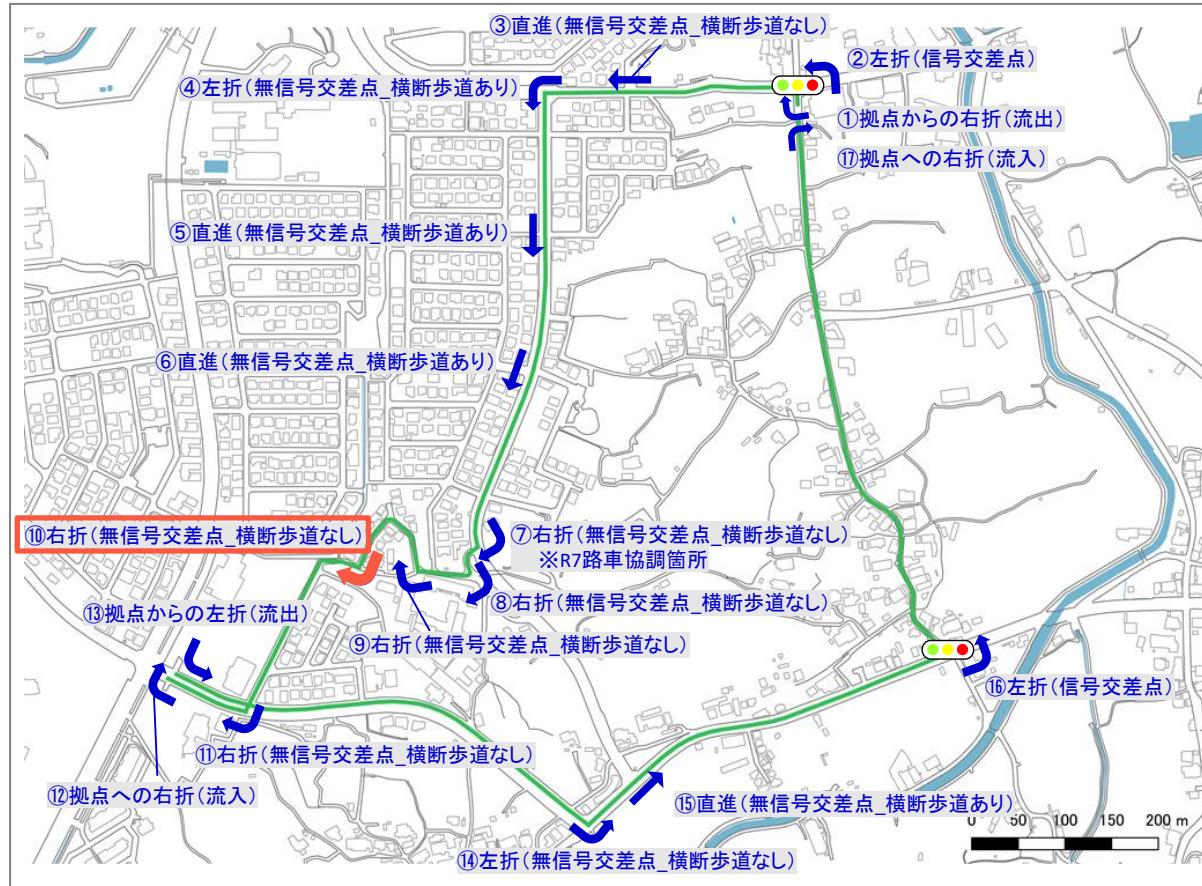 ③直進(無信号交差点_横断歩道なし)
②左折(信号交差点)
④左折(無信号交差点_横断歩道あり)
①拠点からの右折(流出)
⑰拠点への右折(流入)
⑤直進(無信号交差点_横断歩道あり)
⑥直進(無信号交差点_横断歩道あり)
⑩右折(無信号交差点_横断歩道なし)
⑦右折(無信号交差点_横断歩道なし)
※R7路車協調箇所
⑧右折(無信号交差点_横断歩道なし)
⑬拠点からの左折(流出)
⑨右折(無信号交差点_横断歩道なし)
⑯左折(信号交差点)
⑪右折(無信号交差点_横断歩道なし)
⑫拠点への右折(流入)
⑮直進(無信号交差点_横断歩道あり)
0 50 100 150 200 m
⑭左折(無信号交差点_横断歩道なし)